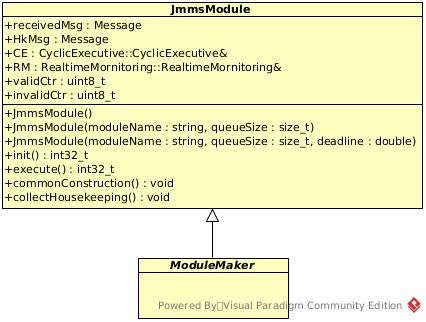 JmmsModule
+receivedMsg : Message
+HkMsg : Message
+CE : CyclicExecutive::CyclicExecutive&
+RM : RealtimeMornitoring::RealtimeMornitoring&
+validCtr : uint8_t
+invalidCtr : uint8_t
+JmmsModule()
+JmmsModule(moduleName : string, queueSize : size_t)
+JmmsModule(moduleName : string, queueSize : size_t, deadline : double)
+init() : int32_t
+execute() : int32_t
+commonConstruction() : void
+collectHousekeeping() : void
ModuleMaker
Powered By Visual Paradigm Community Edition